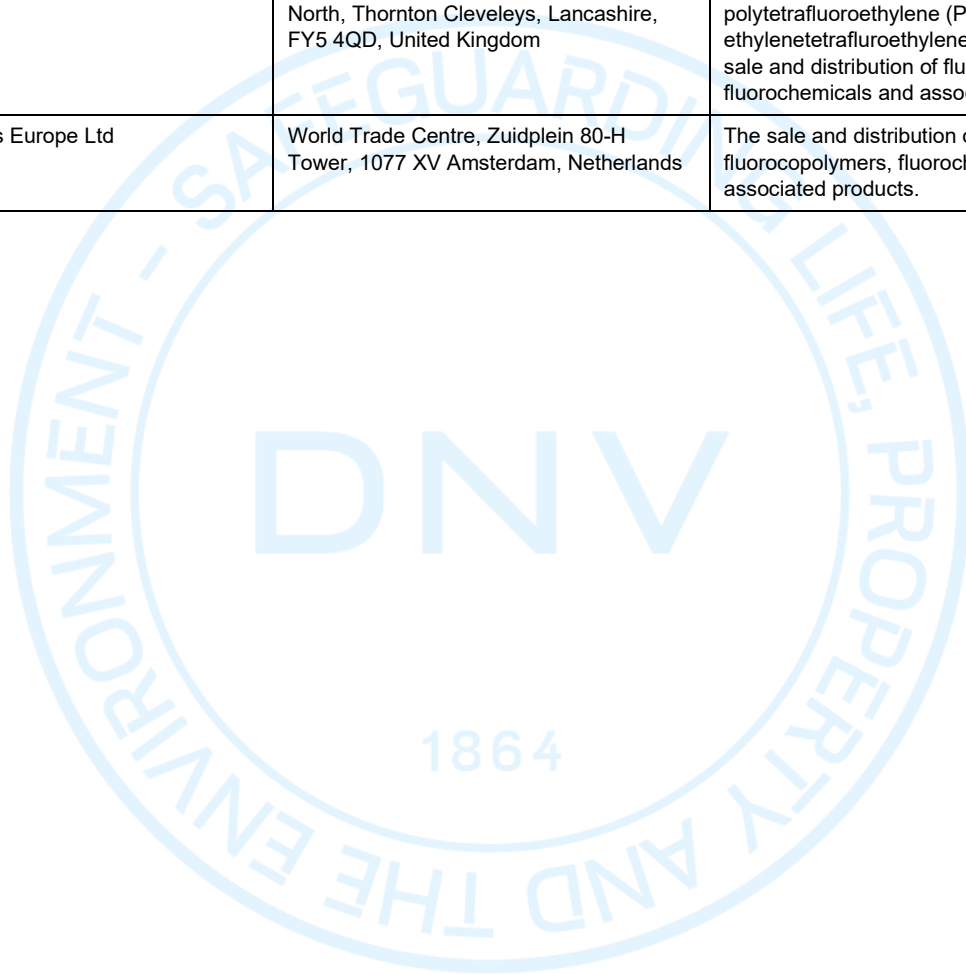 North, Thornton Cleveleys, Lancashire,
FY5 4QD, United Kingdom
polytetrafluoroethylene (P
ethylenetetrafluroethylene
sale and distribution of flu
fluorochemicals and asso
s Europe Ltd
World Trade Centre, Zuidplein 80-H
Tower, 1077 XV Amsterdam, Netherlands
The sale and distribution
fluorocopolymers, fluoroc
associated products.
SAFEGUARDING LIFE, PROPERTY AND THE ENVIRONMENT -
DNV
1864